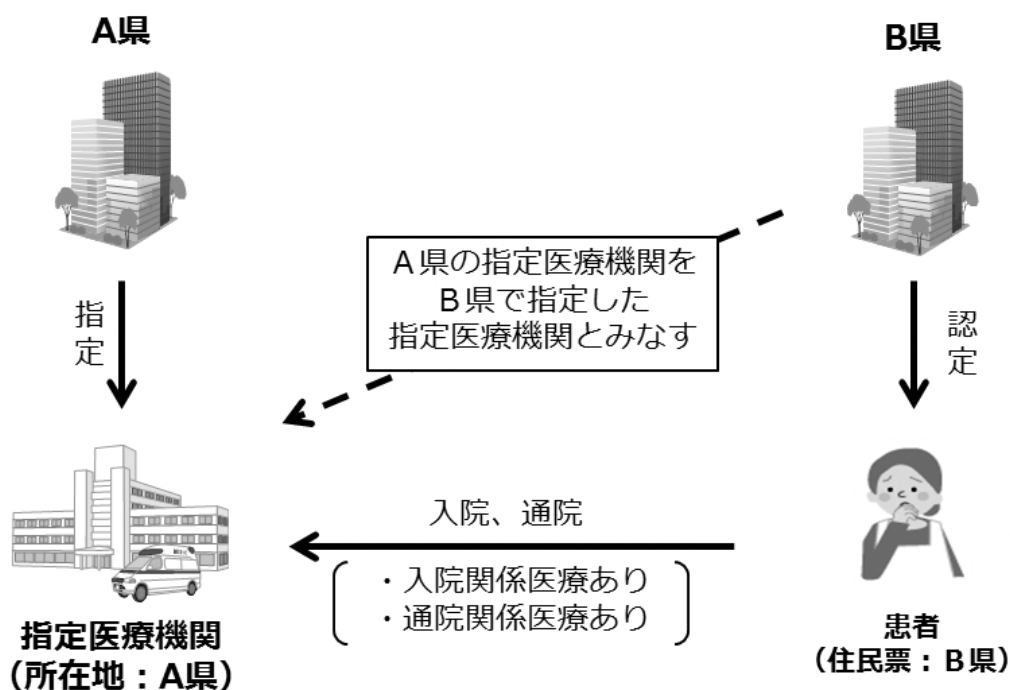 A県
B県
A県の指定医療機関を
B県で指定した
指定医療機関とみなす
指定
認定
入院、通院
・入院関係医療あり
・通院関係医療あり
指定医療機関
（所在地：A県）
患者
（住民票：B県）